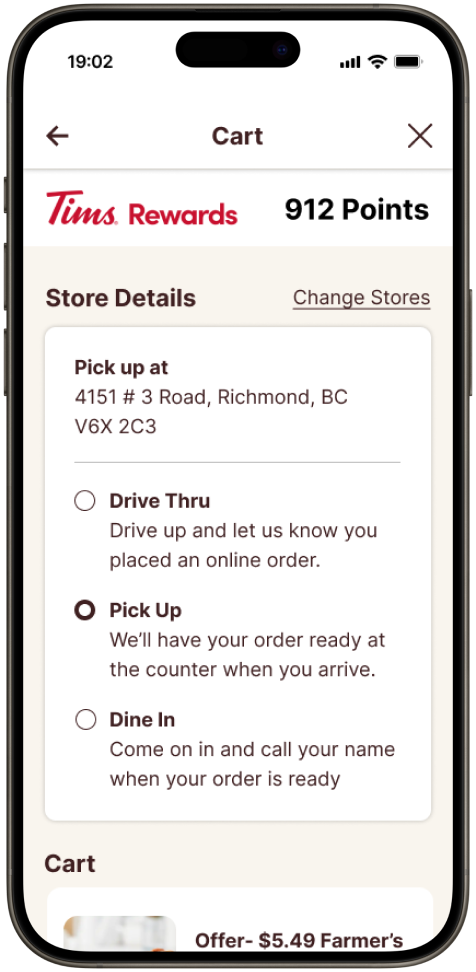 19:02
Cart
Tims Rewards 912 Points
Store Details Change Stores
Pick up at
4151 # 3 Road, Richmond, BC
V6X 2C3
Drive Thru
Drive up and let us know you
placed an online order.
Pick Up
We’ll have your order ready at
the counter when you arrive.
Dine In
Come on in and call your name
when your order is ready
Cart
Offer- $5.49 Farmer’s